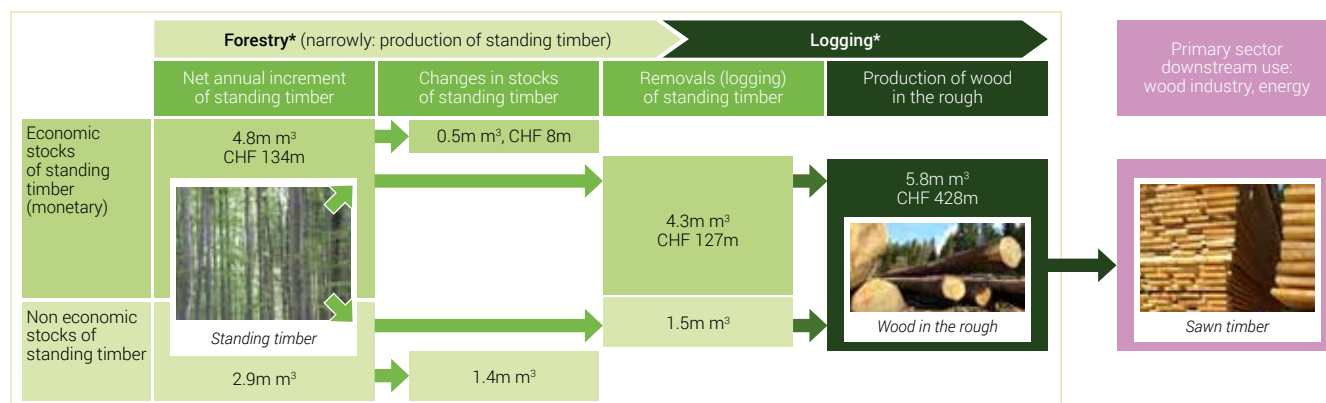 Forestry* (narrowly: production of standing timber)
Logging*
Primary sector
downstream use:
wood industry, energy
Net annual increment
of standing timber
Changes in stocks
of standing timber
Removals (logging)
of standing timber
Production of wood
in the rough
Economic
stocks
of standing
timber
(monetary)
4.8m m³
CHF 134m
0.5m m³, CHF 8m
4.3m m³
CHF 127m
5.8m m³
CHF 428m
Standing timber
Wood in the rough
Sawn timber
Non economic
stocks of
standing timber
1.5m m³
2.9m m³
1.4m m³